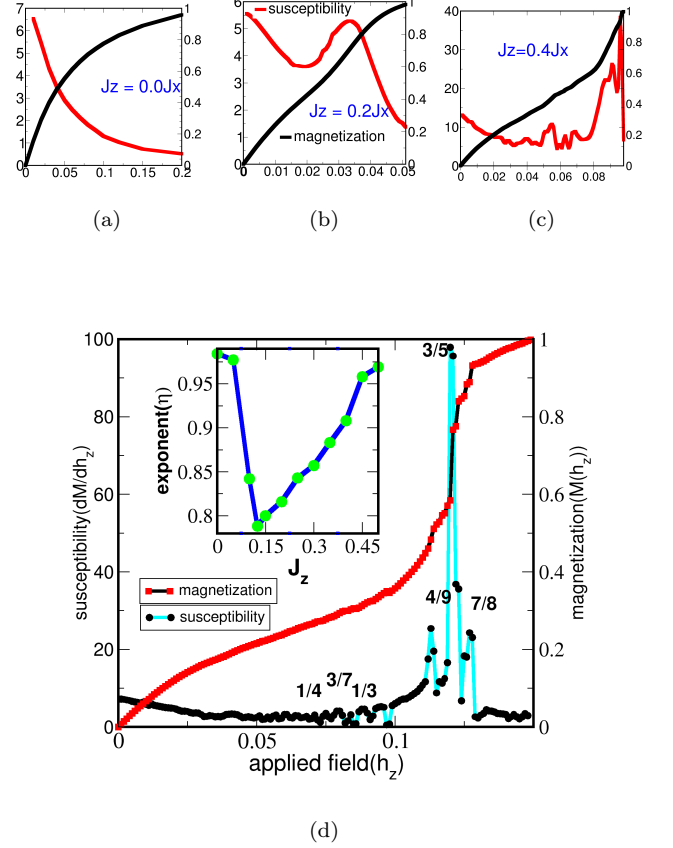 7
6
5
4
3
2
1
0
1
0.8
0.6
0.4
0.2
0 0.05 0.1 0.15 0.2
Jz = 0.0Jx
(a)
6
5
4
3
2
1
0
susceptibility
1
0.8
0.6
0.4
0.2
0
Jz = 0.2Jx
magnetization
0 0.01 0.02 0.03 0.04 0.05
(b)
40
30
20
10
0
1
0.8
0.6
0.4
0.2
0
Jz=0.4Jx
0 0.02 0.04 0.06 0.08
(c)
100
80
60
40
20
0
susceptibility(dM/dhz)
1
0.8
0.6
0.4
0.2
0
magnetization(M(hz))
0.95
0.9
0.85
0.8
exponent(η)
0 0.15 0.3 0.45
Jz
3/5
magnetization
susceptibility
4/9
7/8
1/4
3/7
1/3
0 0.05 0.1
applied field(hz)
(d)